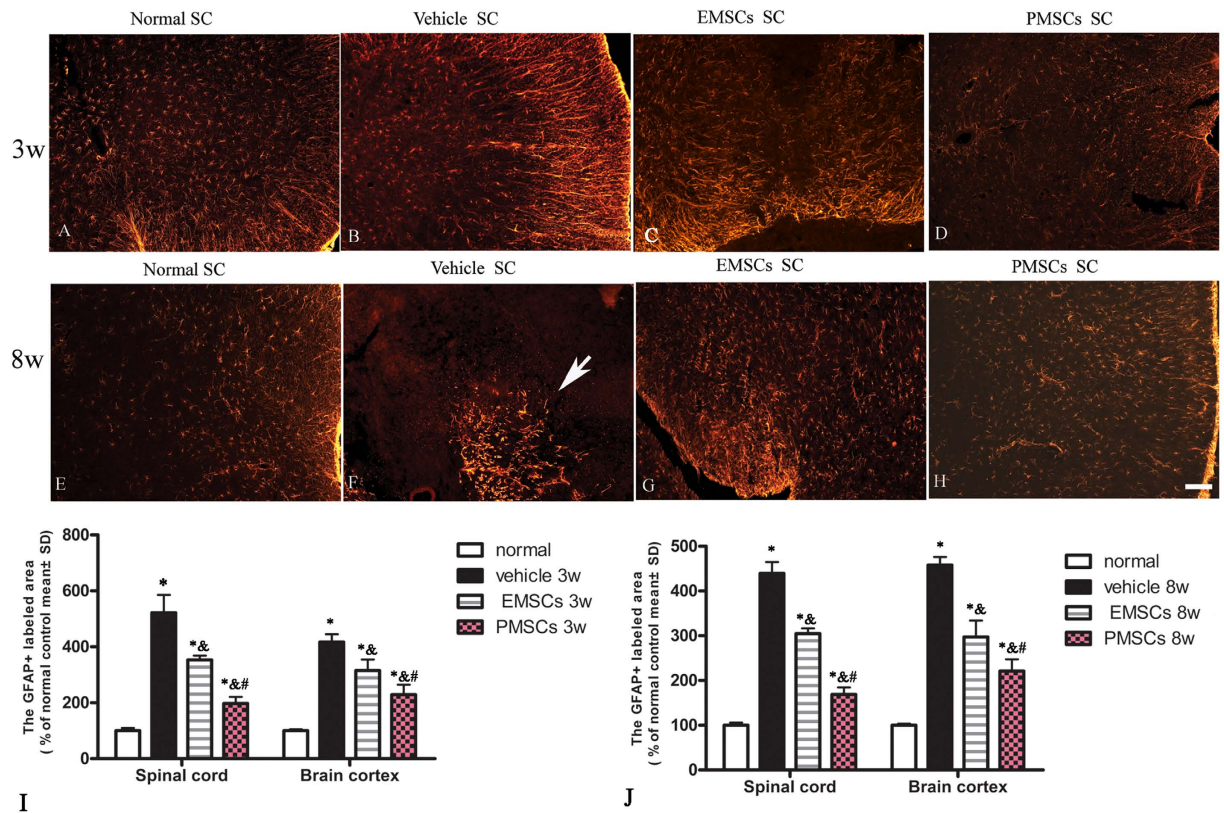 Normal SC
Vehicle SC
EMSCs SC
PMSCs SC
3w
A
B
C
D
Normal SC
Vehicle SC
EMSCs SC
PMSCs SC
8w
E
F
G
H
The GFAP+ labeled area
( % of normal control mean± SD)
800
600
400
200
0
*
*&
*&#
*
*&
*&#
Spinal cord
Brain cortex
normal
vehicle 3w
EMSCs 3w
PMSCs 3w
I
The GFAP+ labeled area
( % of normal control mean± SD)
500
400
300
200
100
0
*
*&
*&#
*
*&
*&#
Spinal cord
Brain cortex
normal
vehicle 8w
EMSCs 8w
PMSCs 8w
J